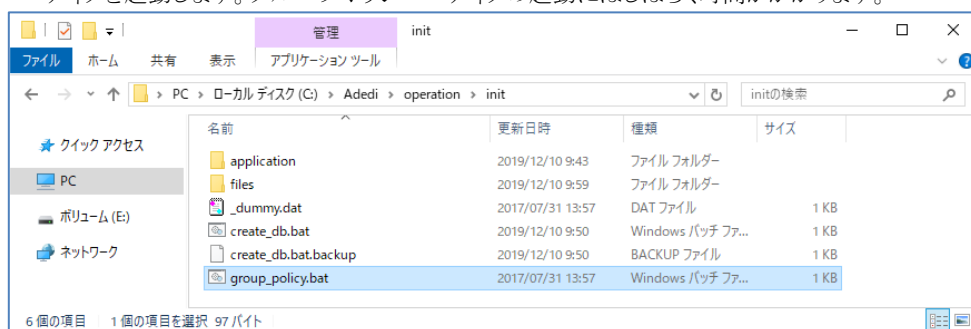 管理 init
ファイル ホーム 共有 表示 アプリケーション ツール
PC > ローカル ディスク (C:) > Adedi > operation > init initの検索
名前 更新日時 種類 サイズ
クイック アクセス
PC
ボリューム (E:)
ネットワーク
application 2019/12/10 9:43 ファイル フォルダー
files 2019/12/10 9:59 ファイル フォルダー
_dummy.dat 2017/07/31 13:57 DAT ファイル 1 KB
create_db.bat 2019/12/10 9:50 Windows バッチ ファ... 1 KB
create_db.bat.backup 2019/12/10 9:50 BACKUP ファイル 1 KB
group_policy.bat 2017/07/31 13:57 Windows バッチ ファ... 1 KB
6 個の項目 1 個の項目を選択 97 バイト